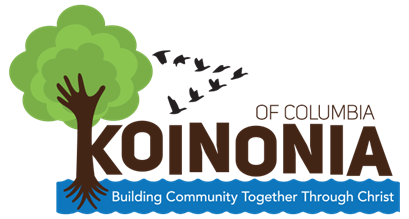 OF COLUMBIA
KOINONIA
Building Community Together Through Christ